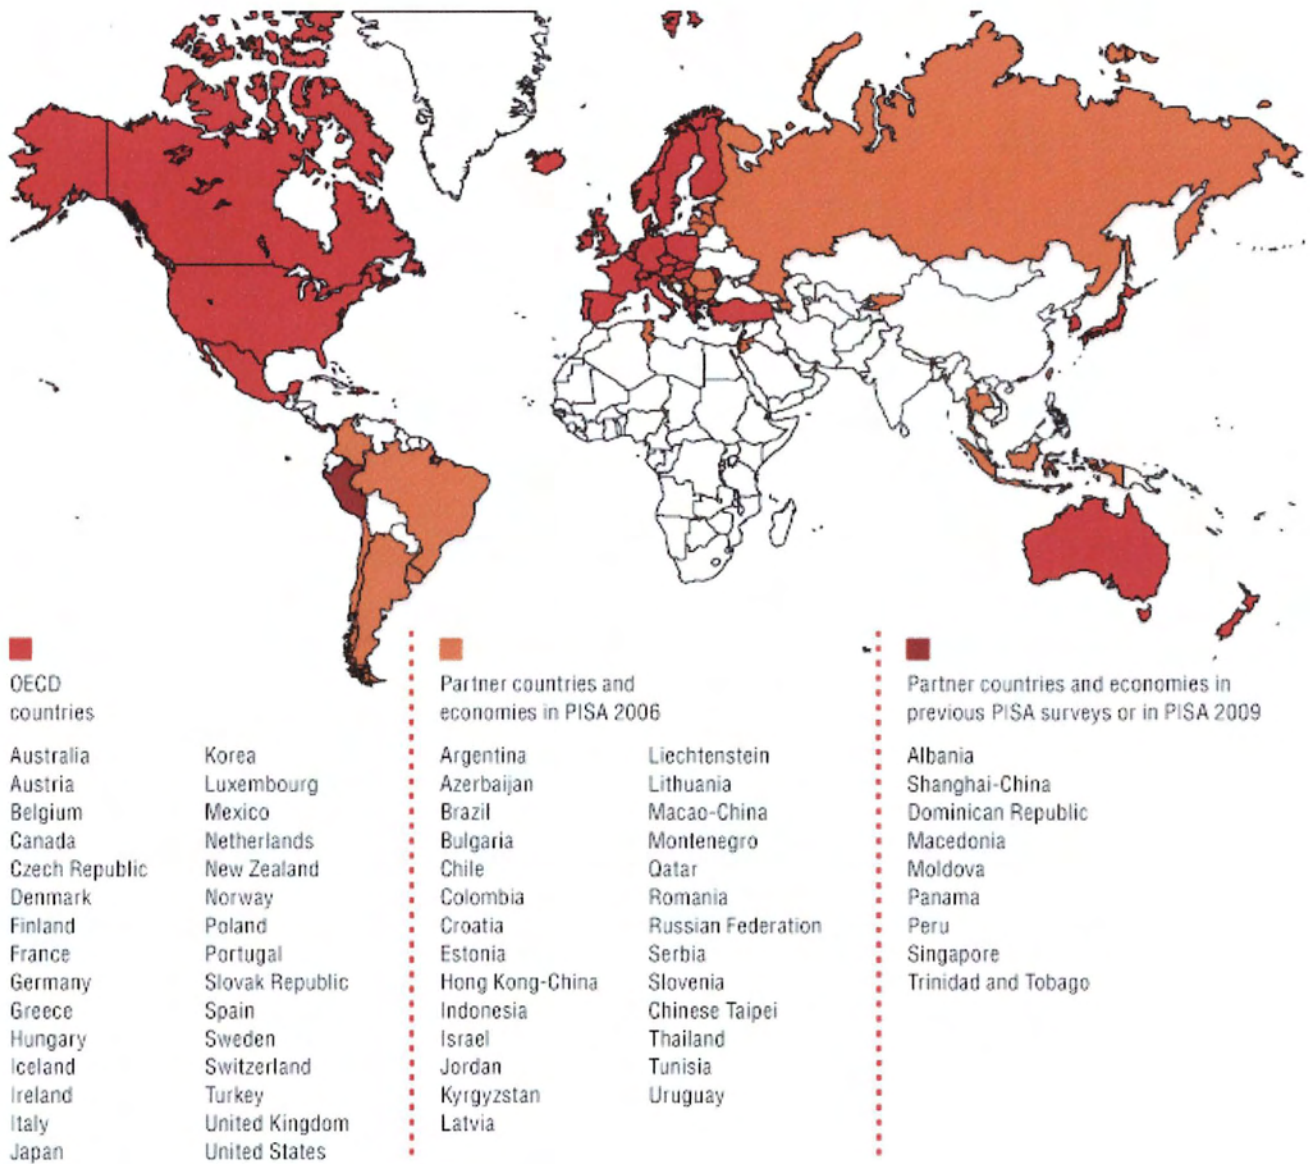 OECD
countries
Australia
Austria
Belgium
Canada
Czech Republic
Denmark
Finland
France
Germany
Greece
Hungary
Iceland
Ireland
Italy
Japan
Korea
Luxembourg
Mexico
Netherlands
New Zealand
Norway
Poland
Portugal
Slovak Republic
Spain
Sweden
Switzerland
Turkey
United Kingdom
United States
Partner countries and
economies in PISA 2006
Argentina
Azerbaijan
Brazil
Bulgaria
Chile
Colombia
Croatia
Estonia
Hong Kong-China
Indonesia
Israel
Jordan
Kyrgyzstan
Latvia
Liechtenstein
Lithuania
Macao-China
Montenegro
Qatar
Romania
Russian Federation
Serbia
Slovenia
Chinese Taipei
Thailand
Tunisia
Uruguay
Partner countries and economies in
previous PISA surveys or in PISA 2009
Albania
Shanghai-China
Dominican Republic
Macedonia
Moldova
Panama
Peru
Singapore
Trinidad and Tobago